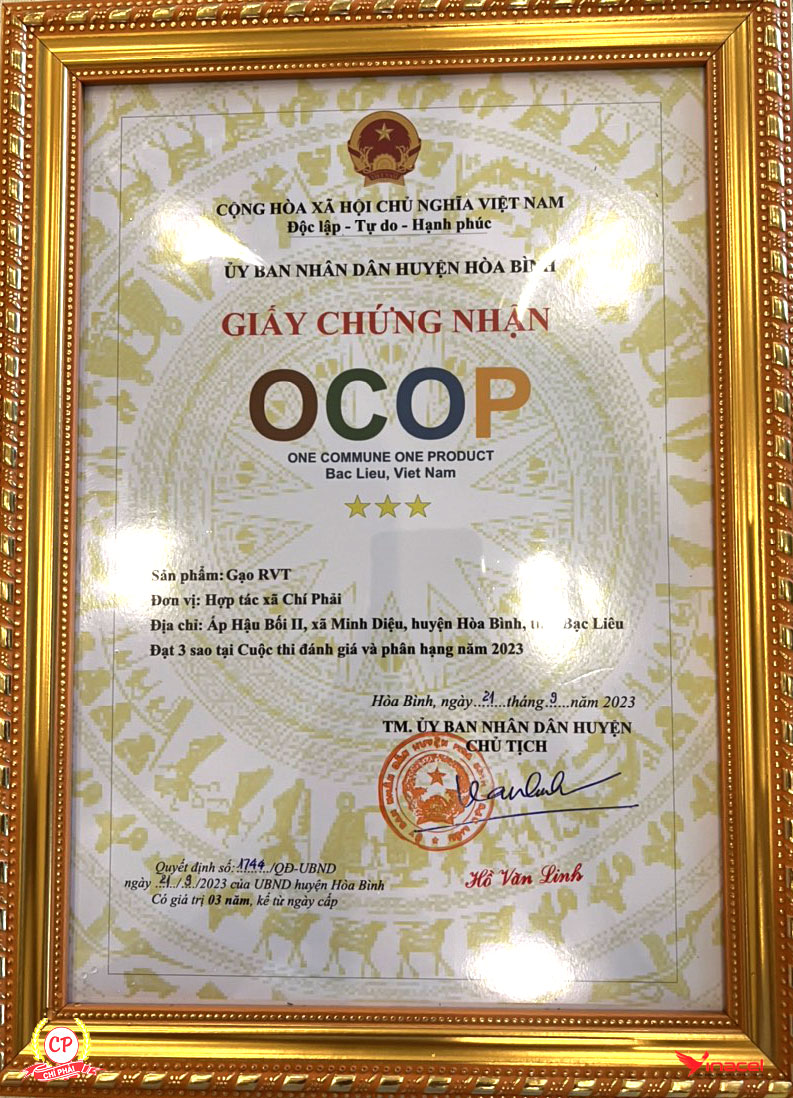 CỘNG HÒA XÃ HỘI CHỦ NGHĨA VIỆT NAM
Độc lập - Tự do - Hạnh phúc
ỦY BAN NHÂN DÂN HUYỆN HÒA BÌNH
GIẤY CHỨNG NHẬN
OCOP
ONE COMMUNE ONE PRODUCT
Bac Lieu, Viet Nam
Sản phẩm: Gạo RVT
Đơn vị: Hợp tác xã Chí Phải
Địa chỉ: Ấp Hậu Bối II, xã Minh Diệu, huyện Hòa Bình, Bạc Liêu
Đạt 3 sao tại Cuộc thi đánh giá và phân hạng năm 2023
Hòa Bình, ngày 21 tháng 9 năm 2023
TM. ỦY BAN NHÂN DÂN HUYỆN
CHỦ TỊCH
Hồ Văn Linh
Quyết định số: 1744/QĐ-UBND
ngày 21/9/2023 của UBND huyện Hòa Bình
Có giá trị 03 năm, kể từ ngày cấp
CP
CHÍ PHẢI
Vinacel